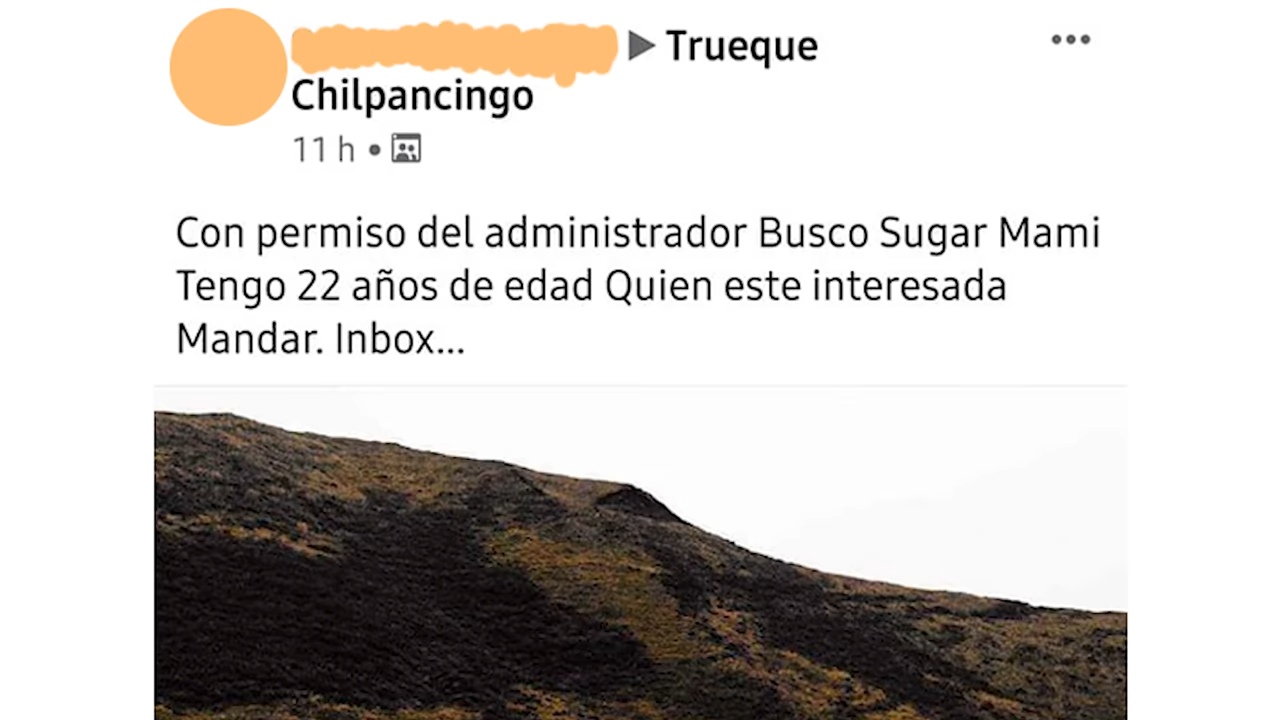 Trueque
Chilpancingo
11 h
Con permiso del administrador Busco Sugar Mami
Tengo 22 años de edad Quien este interesada
Mandar. Inbox...